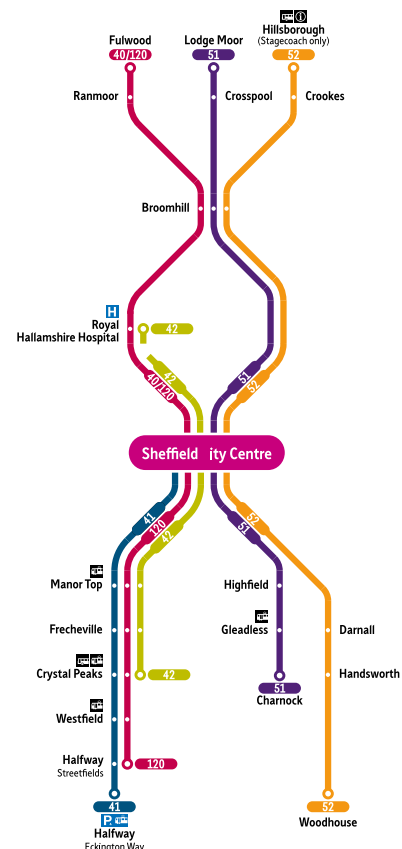 Fulwood
40/120
Lodge Moor
51
Hillsborough
(Stagecoach only)
52
Ranmoor
Crosspool
Crookes
Broomhill
H
Royal
Hallamshire Hospital
42
40/120
42
51
52
Sheffield ity Centre
41
120
42
51
52
Manor Top
Highfield
Frecheville
Gleadless
Darnall
Crystal Peaks
42
Handsworth
51
Charnock
Westfield
Halfway
Streetfields
120
41
P
Halfway
Eckington Way
52
Woodhouse